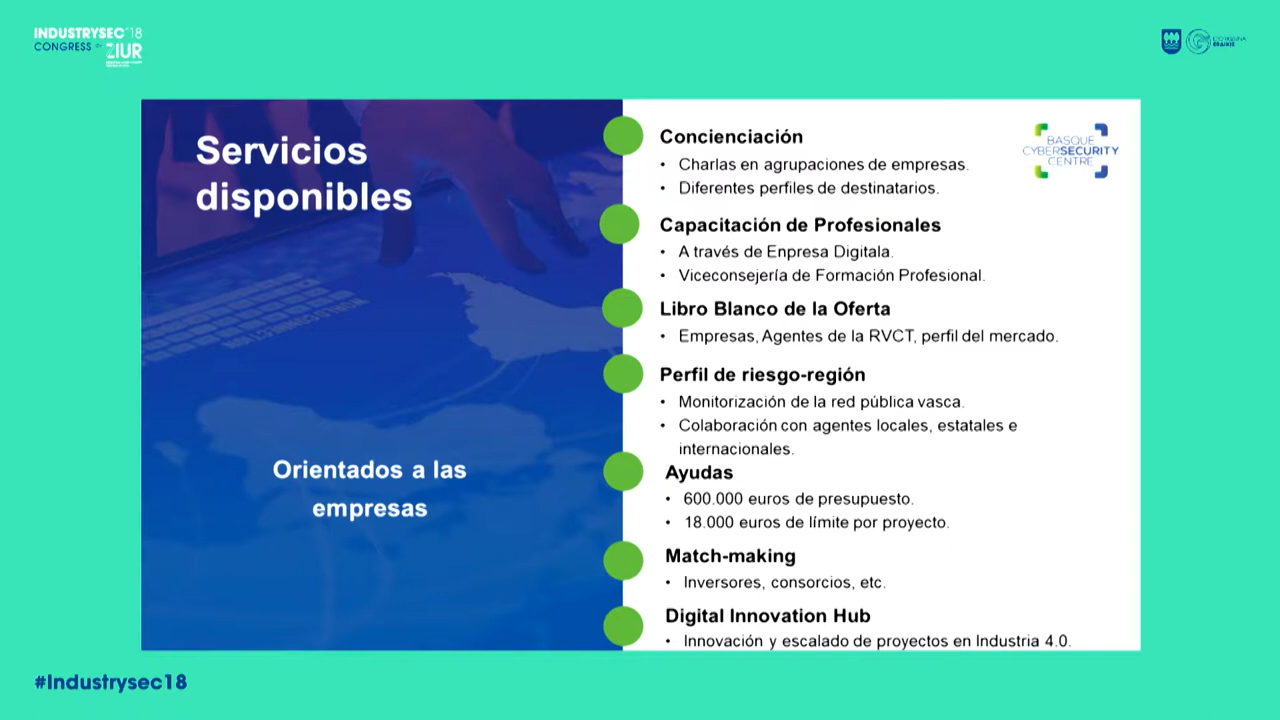 INDUSTRYSEC'18
CONGRESS BY ZIUR
Servicios
disponibles
Orientados a las
empresas
BASQUE
CYBERSECURITY
CENTRE
Concienciación
• Charlas en agrupaciones de empresas.
• Diferentes perfiles de destinatarios.
Capacitación de Profesionales
• A través de Enpresa Digitala.
• Viceconsejería de Formación Profesional.
Libro Blanco de la Oferta
• Empresas, Agentes de la RVCT, perfil del mercado.
Perfil de riesgo-región
• Monitorización de la red pública vasca.
• Colaboración con agentes locales, estatales e
internacionales.
Ayudas
• 600.000 euros de presupuesto.
• 18.000 euros de límite por proyecto.
Match-making
• Inversores, consorcios, etc.
Digital Innovation Hub
• Innovación y escalado de proyectos en Industria 4.0.
#Industrysec18